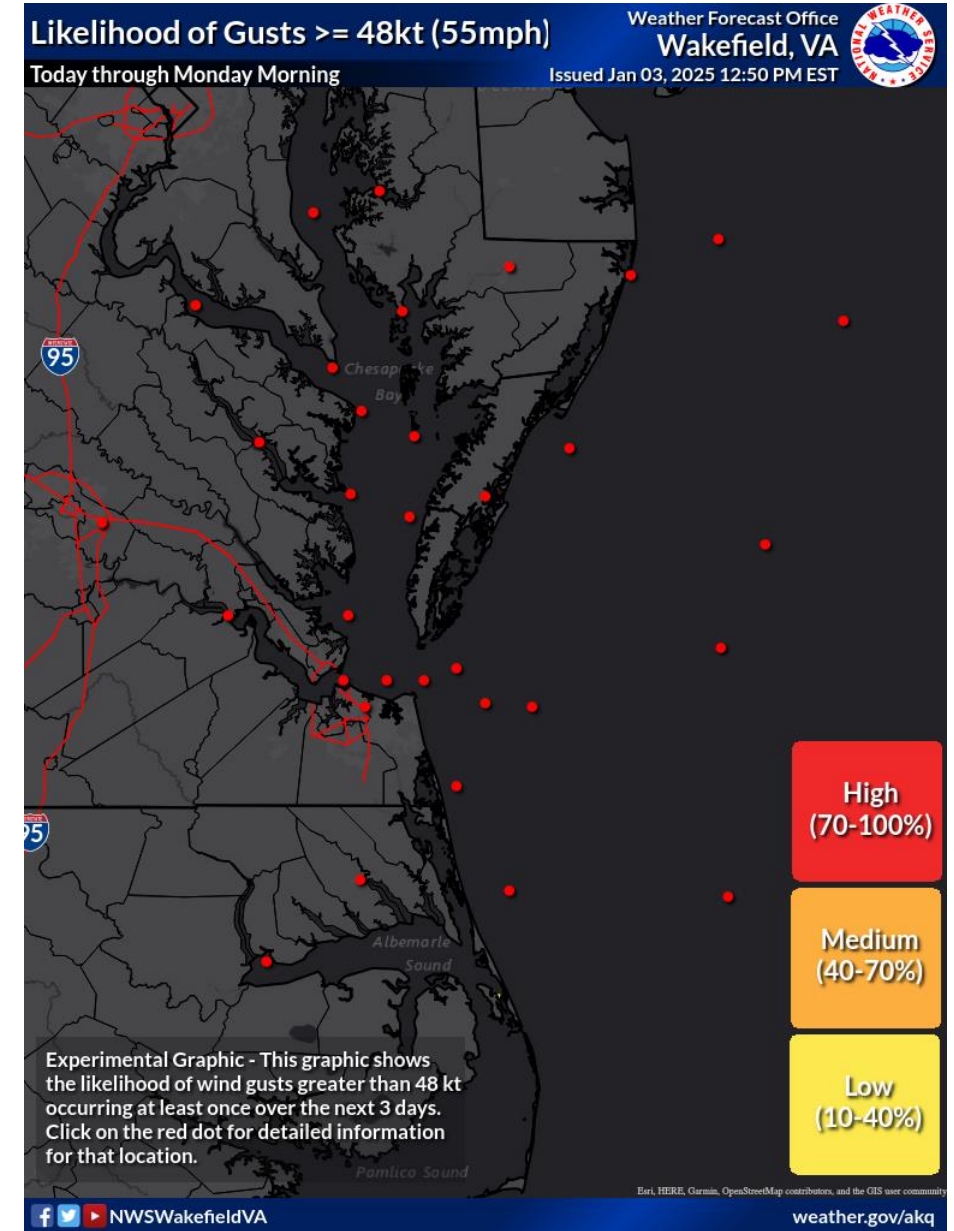 Likelihood of Gusts >= 48kt (55mph)
Weather Forecast Office
Wakefield, VA
Today through Monday Morning
Issued Jan 03, 2025 12:50 PM EST
NATIONAL WEATHER SERVICE
DELAWARE
95
Chesapeake
Bay
95
High
(70-100%)
Albemarle
Sound
Medium
(40-70%)
Low
(10-40%)
Experimental Graphic - This graphic shows
the likelihood of wind gusts greater than 48 kt
occurring at least once over the next 3 days.
Click on the red dot for detailed information
for that location.
Pamlico Sound
Esri, HERE, Garmin, OpenStreetMap contributors, and the GIS user community
NWSWakefieldVA
weather.gov/akq